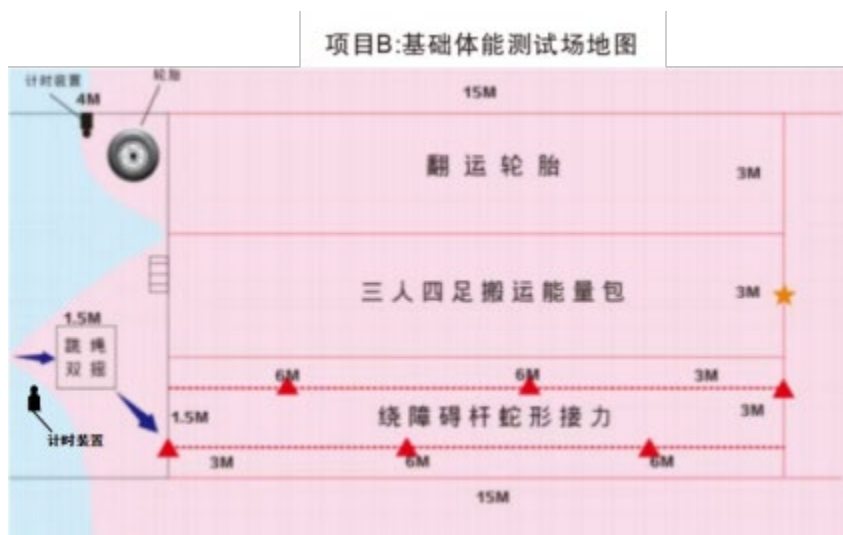 项目B:基础体能测试场地图
计时装置
轮胎
4M
15M
翻运轮胎
3M
三人四足搬运能量包
3M
1.5M
跳绳
双摇
6M
6M
3M
1.5M
绕障碍杆蛇形接力
3M
计时装置
3M
6M
6M
15M